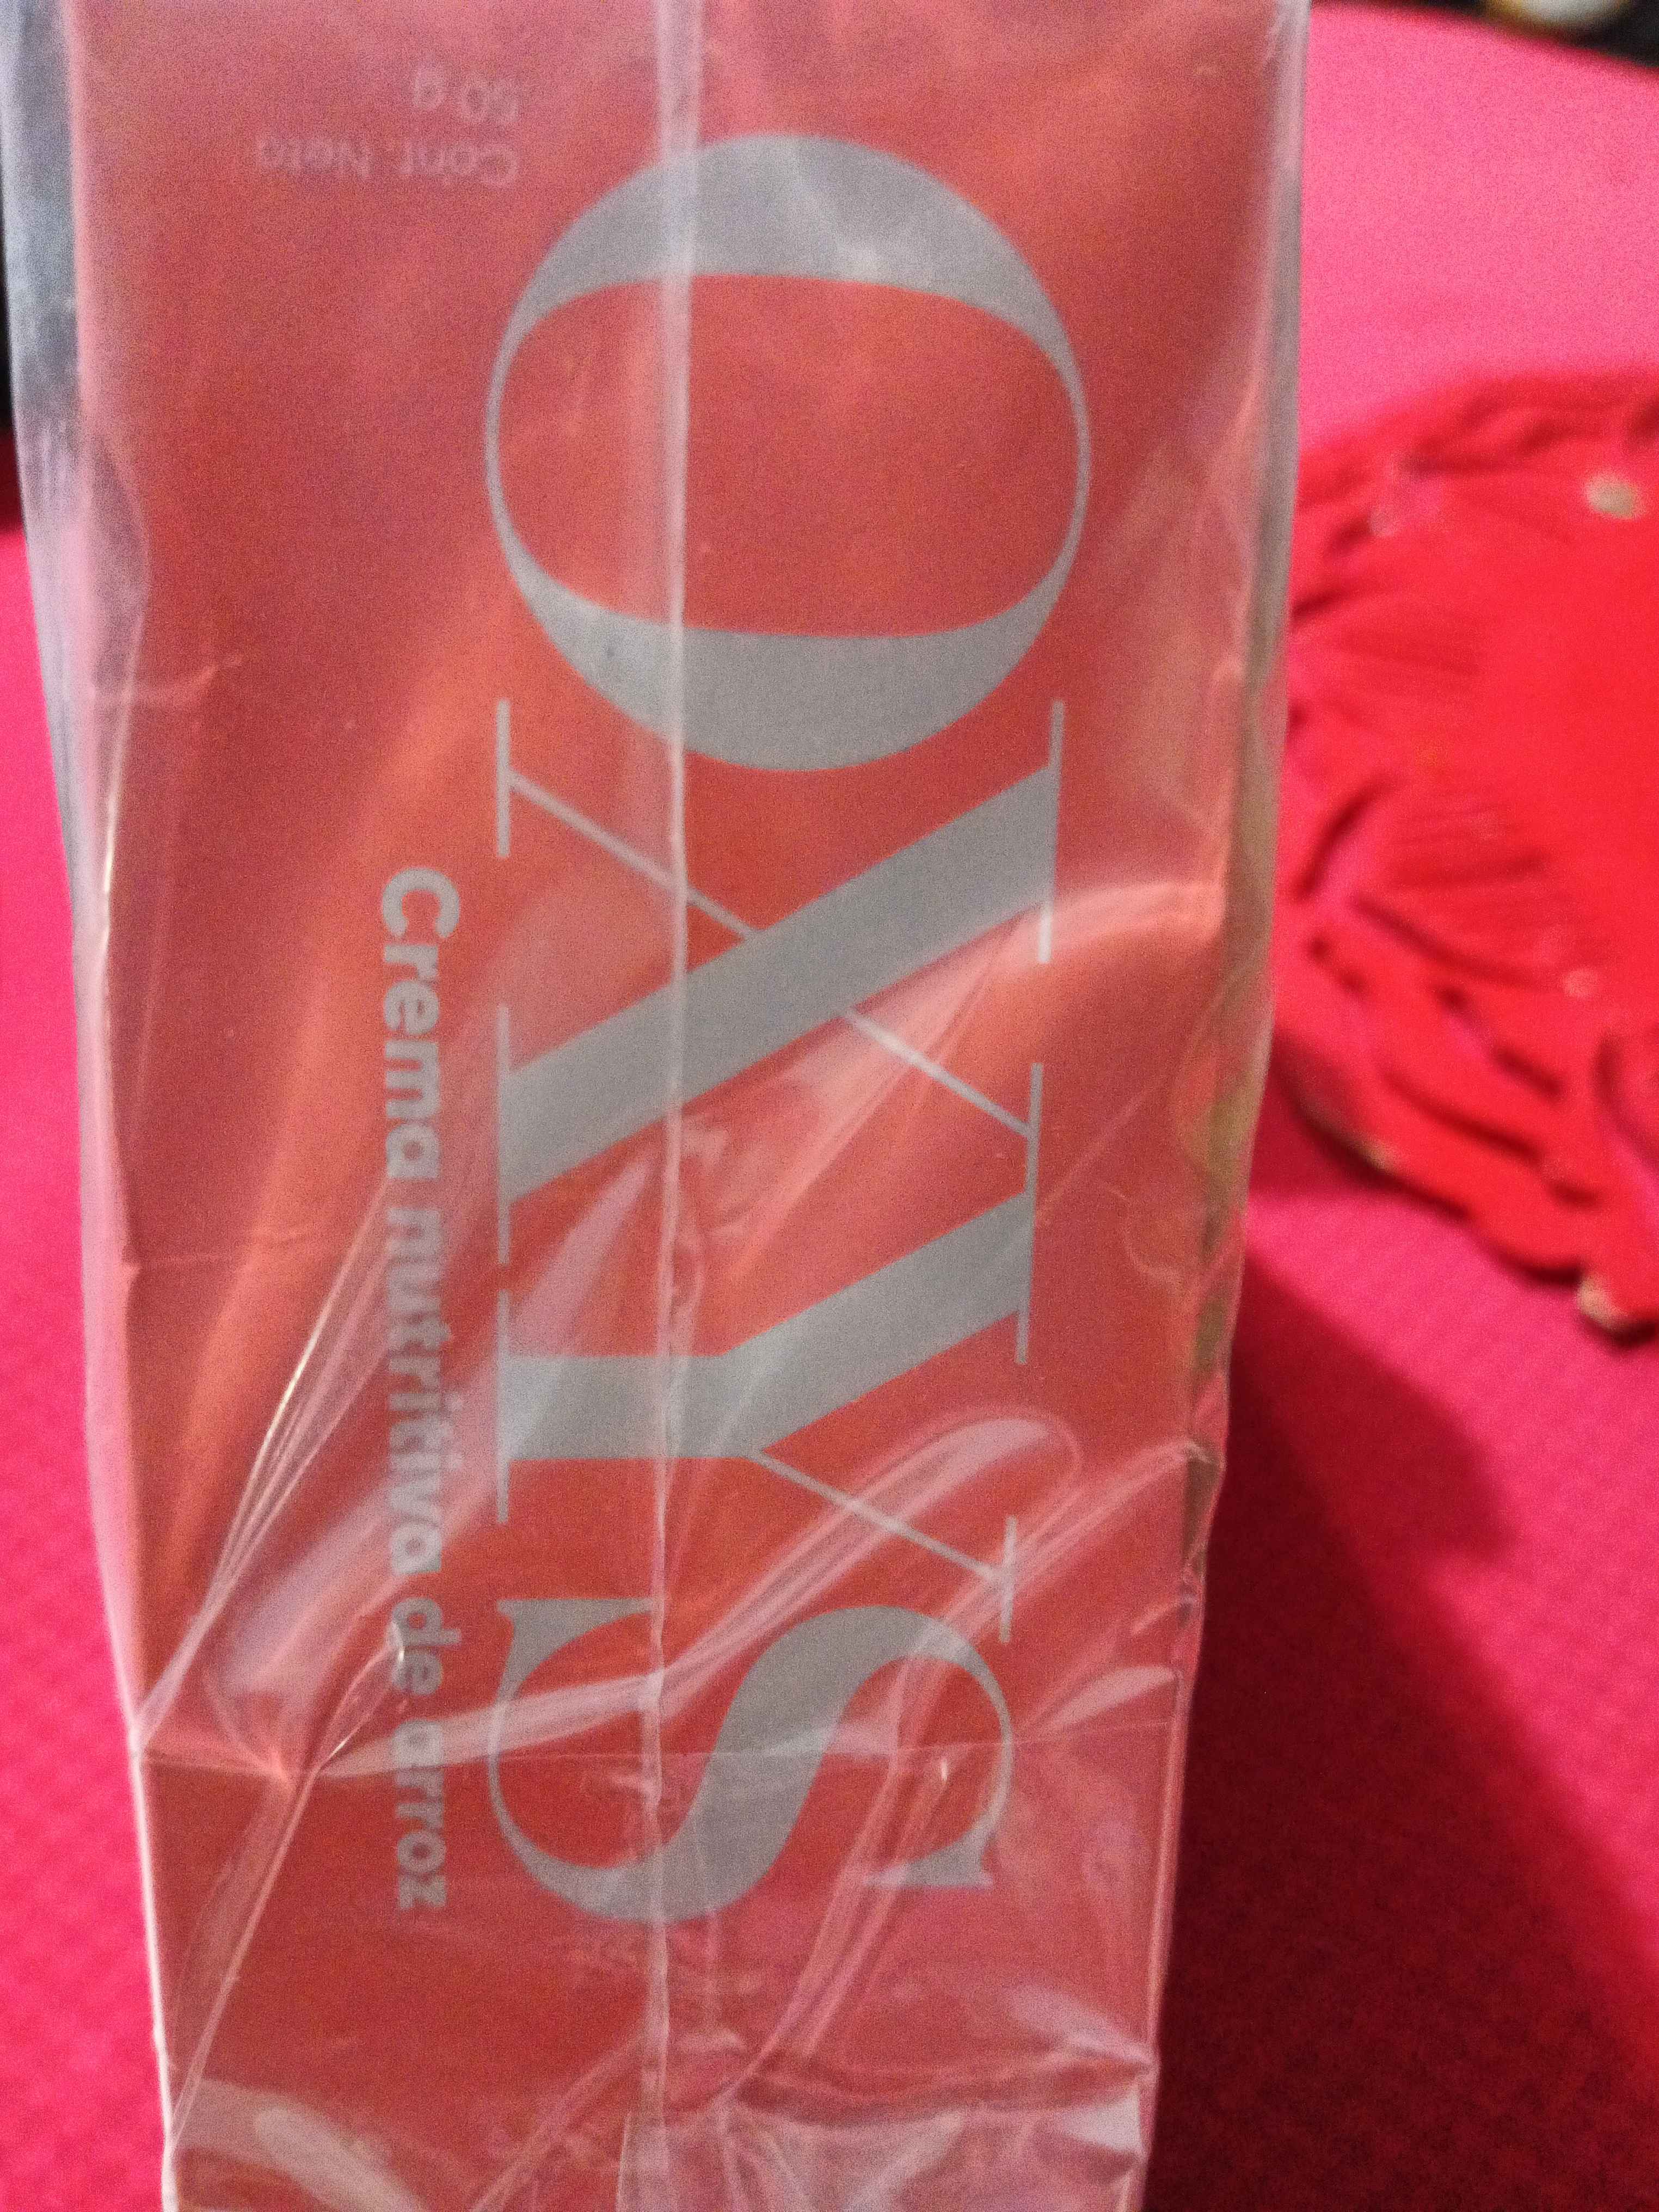 OXYS
Crema nutritiva de arroz
Cont. Neto
50 g